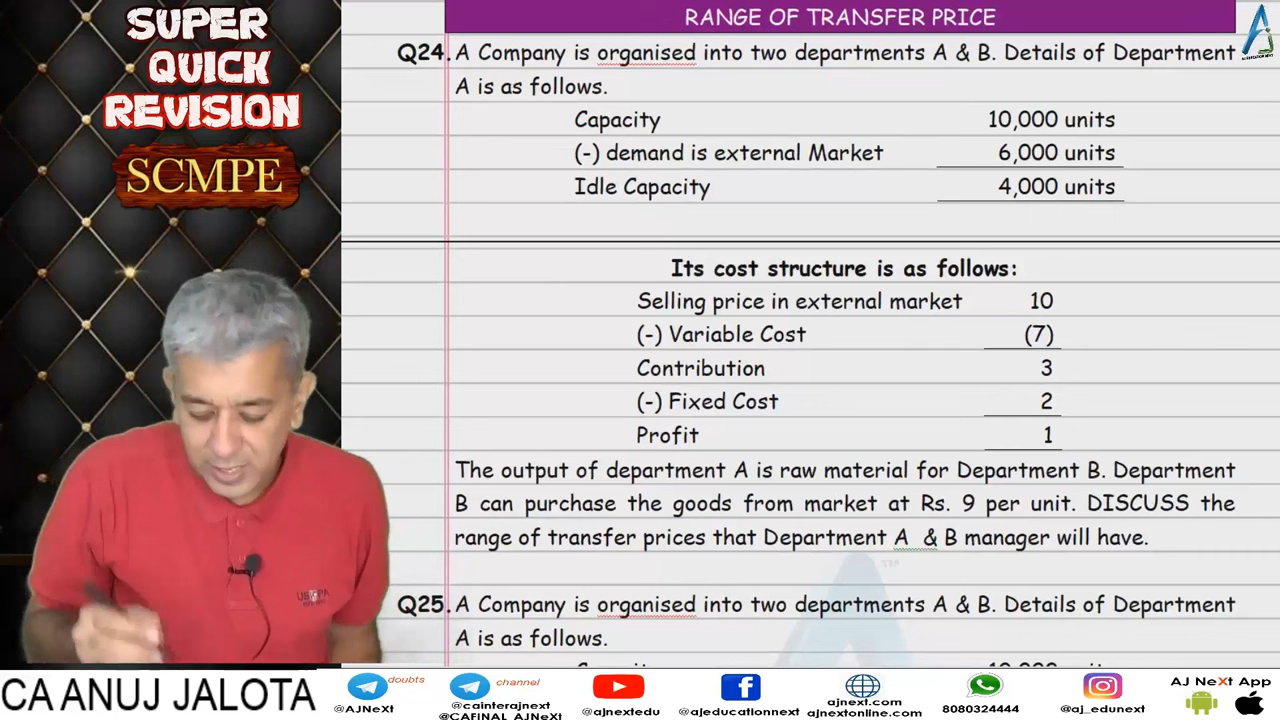 SUPER
QUICK
REVISION
SCMPE
RANGE OF TRANSFER PRICE
Q24. A Company is organised into two departments A & B. Details of Department
A is as follows.
Capacity 10,000 units
(-) demand is external Market 6,000 units
Idle Capacity 4,000 units
Its cost structure is as follows:
Selling price in external market 10
(-) Variable Cost (7)
Contribution 3
(-) Fixed Cost 2
Profit 1
The output of department A is raw material for Department B. Department
B can purchase the goods from market at Rs. 9 per unit. DISCUSS the
range of transfer prices that Department A & B manager will have.
TM
Q25. A Company is organised into two departments A & B. Details of Department
A is as follows.
CA ANUJ JALOTA
doubts
@AJNeXt
channel
@cainterajnext
@CAFINAL_AJNeXt
@ajnextedu
@ajeducationnext
ajnext.com
ajnextonline.com
8080324444
@aj_edunext
AJ NeXt App